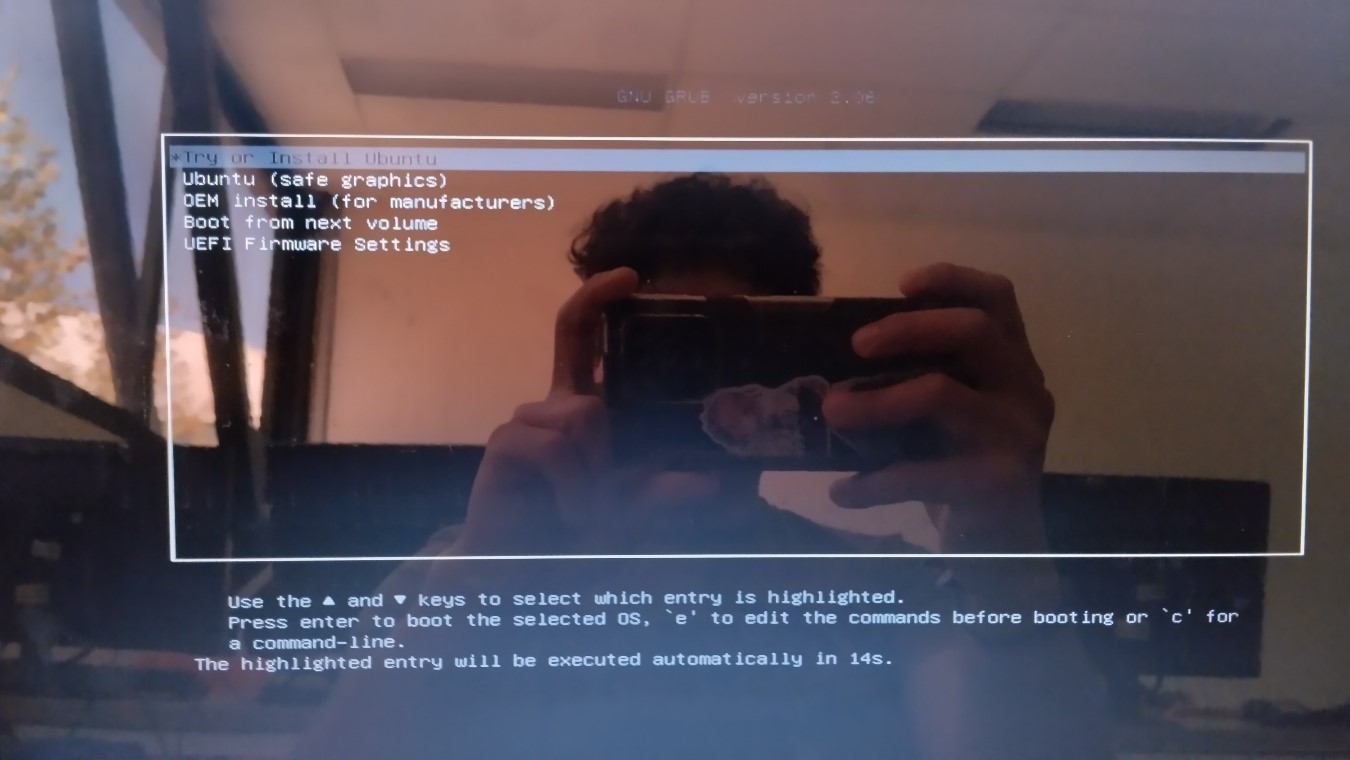 GNU GRUB version 2.06
*Try or Install Ubuntu
Ubuntu (safe graphics)
OEM install (for manufacturers)
Boot from next volume
UEFI Firmware Settings
Use the ▲ and ▼ keys to select which entry is highlighted.
Press enter to boot the selected OS, `e' to edit the commands before booting or `c' for
a command-line.
The highlighted entry will be executed automatically in 14s.